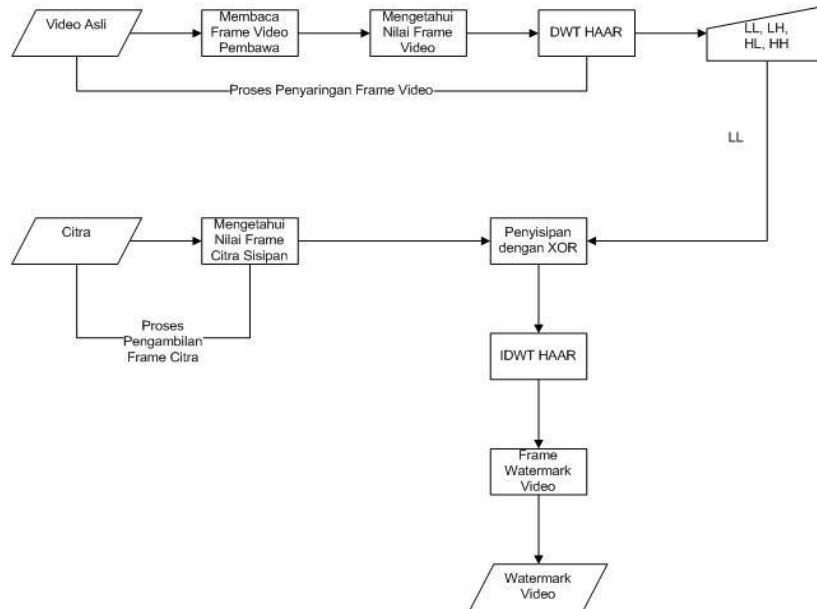 Video Asli
Membaca
Frame Video
Pembawa
Mengetahui
Nilai Frame
Video
DWT HAAR
LL, LH,
HL, HH
Proses Penyaringan Frame Video
LL
Citra
Mengetahui
Nilai Frame
Citra Sisipan
Penyisipan
dengan XOR
Proses
Pengambilan
Frame Citra
IDWT HAAR
Frame
Watermark
Video
Watermark
Video